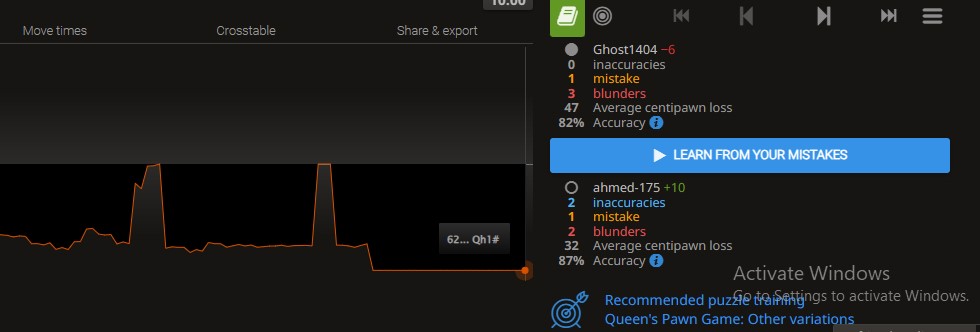 10:00
Move times
Crosstable
Share & export
62... Qh1#
Ghost1404 −6
0 inaccuracies
1 mistake
3 blunders
47 Average centipawn loss
82% Accuracy
LEARN FROM YOUR MISTAKES
ahmed-175 +10
2 inaccuracies
1 mistake
2 blunders
32 Average centipawn loss
87% Accuracy
Activate Windows
Go to Settings to activate Windows.
Recommended puzzle training
Queen's Pawn Game: Other variations